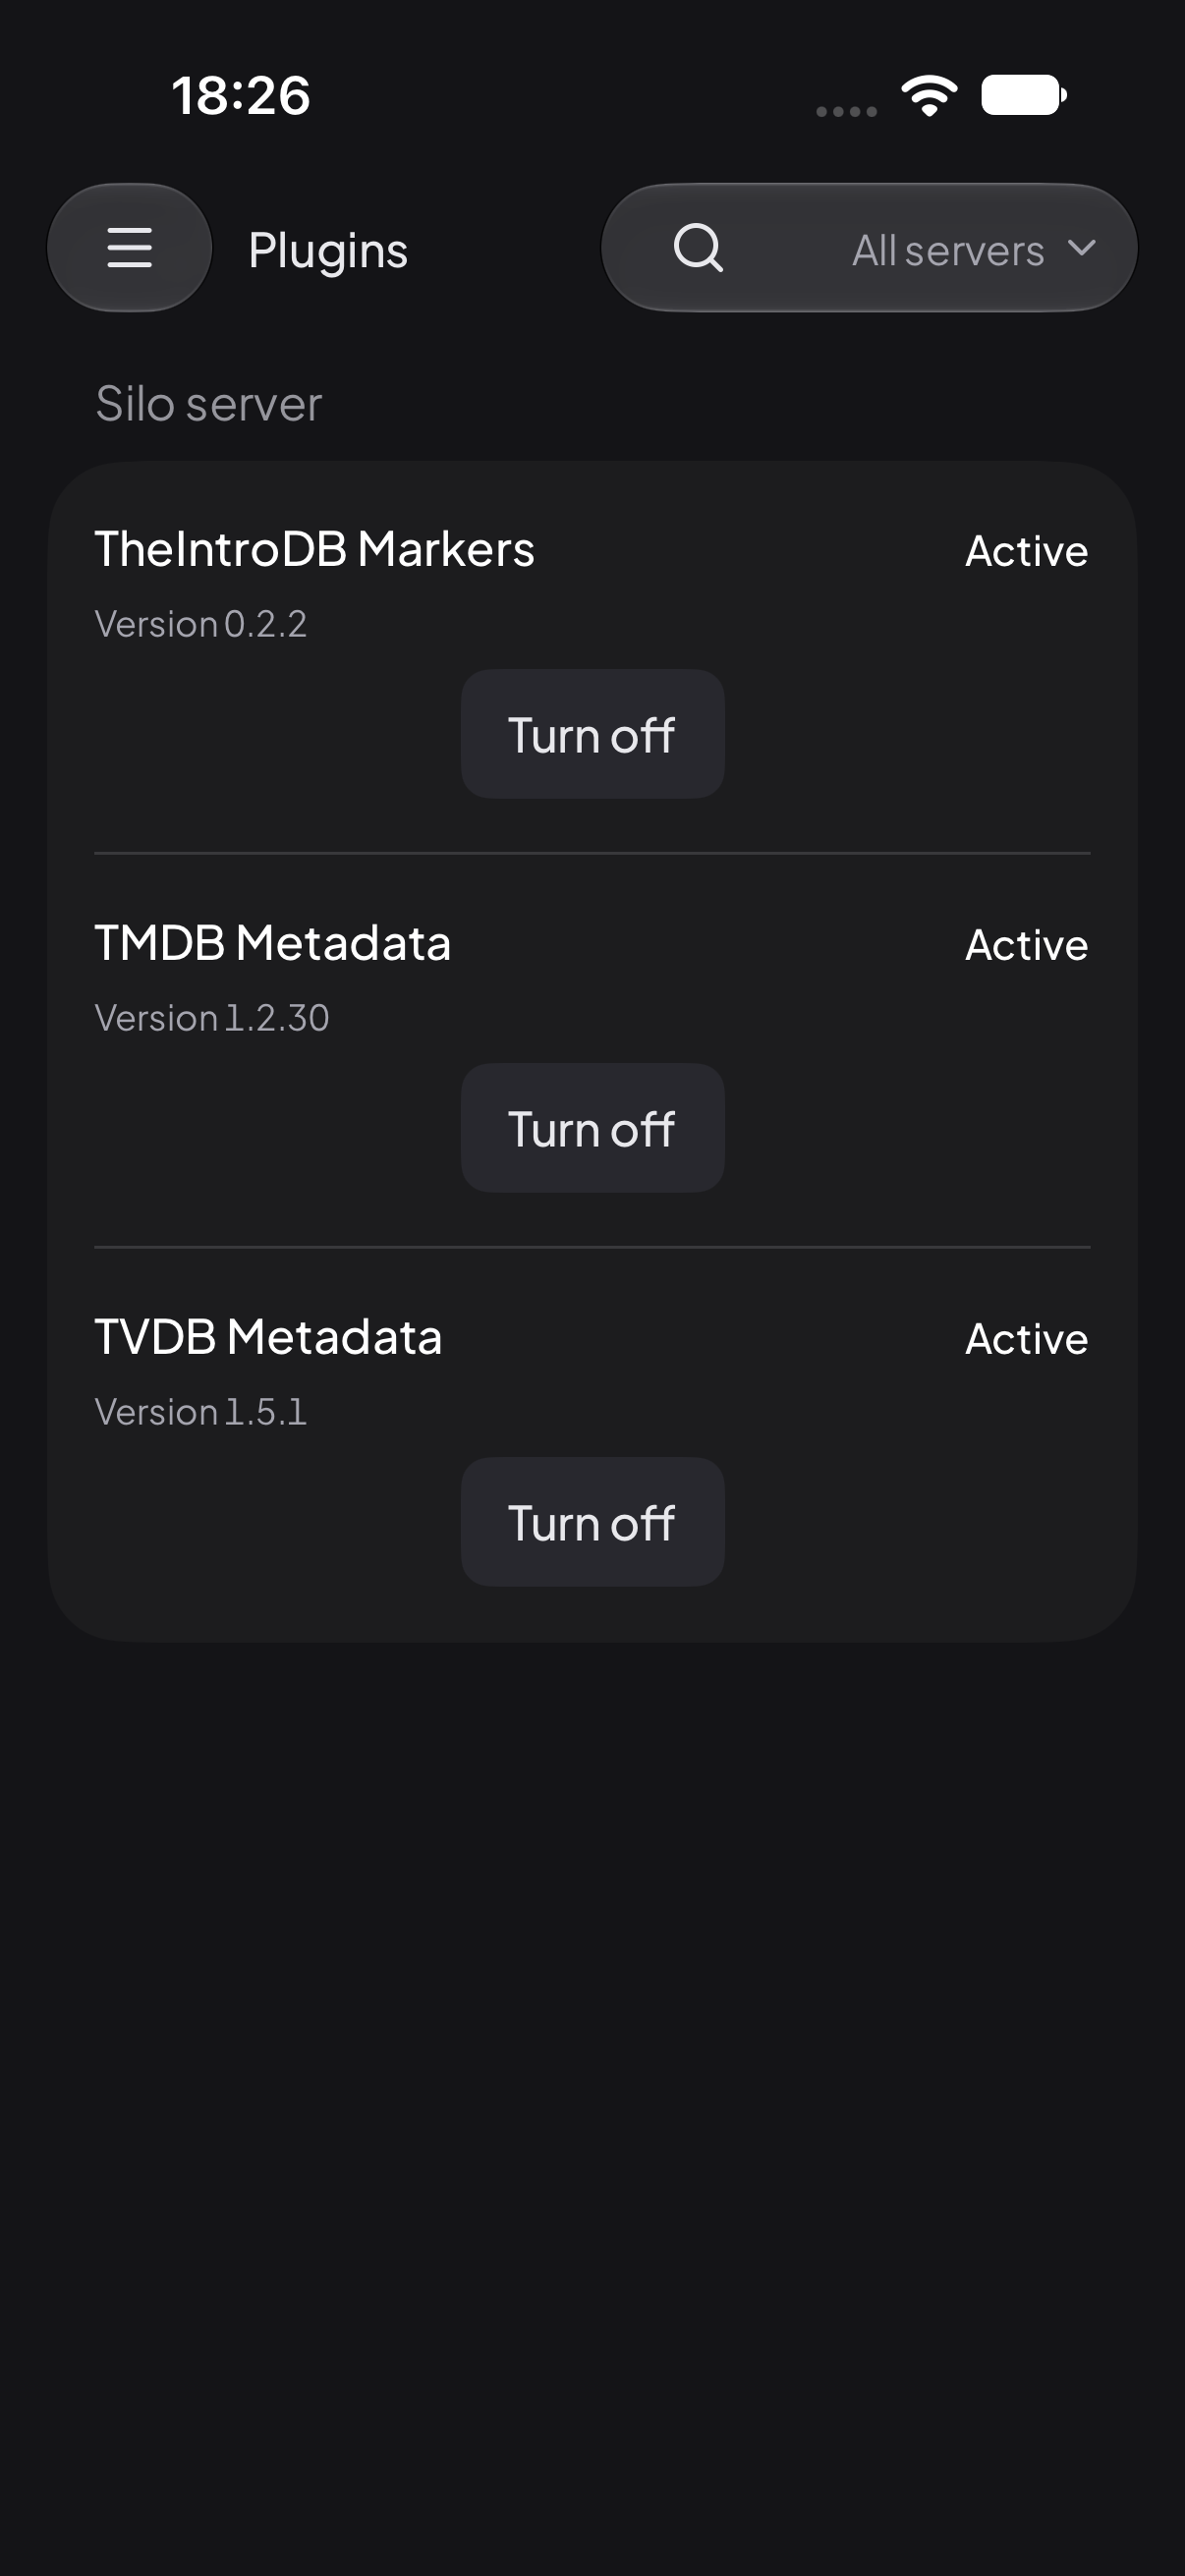 18:26
Plugins
All servers
Silo server
TheIntroDB Markers
Active
Version 0.2.2
Turn off
TMDB Metadata
Active
Version 1.2.30
Turn off
TVDB Metadata
Active
Version 1.5.1
Turn off